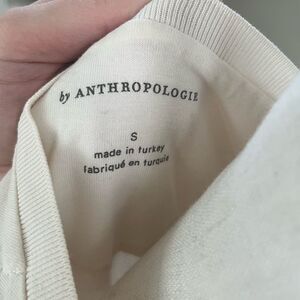 by ANTHROPOLOGIE
S
made in turkey
fabriqué en turquie